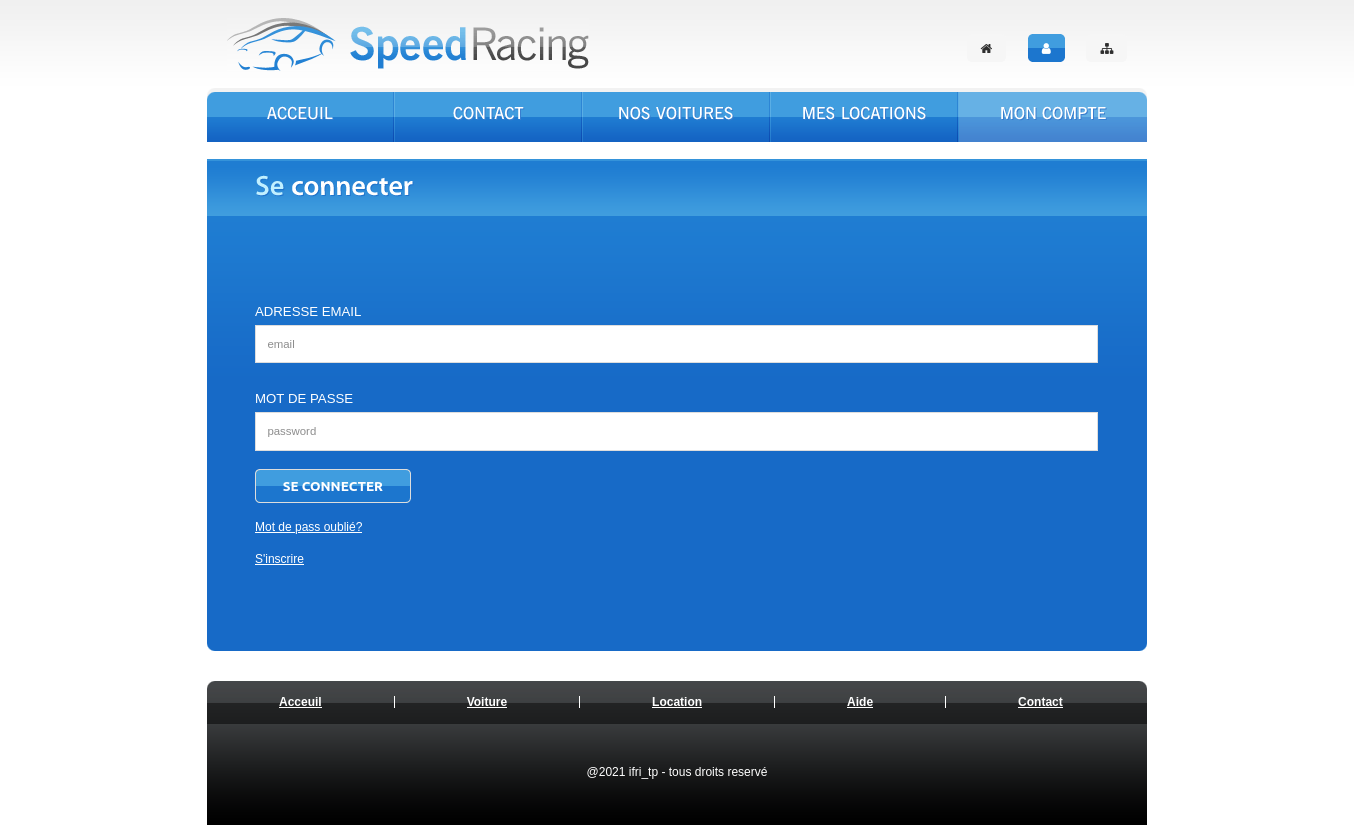 SpeedRacing
ACCEUIL CONTACT NOS VOITURES MES LOCATIONS MON COMPTE
Se connecter
ADRESSE EMAIL
email
MOT DE PASSE
password
SE CONNECTER
Mot de pass oublié?
S'inscrire
Acceuil Voiture Location Aide Contact
@2021 ifri_tp - tous droits reservé